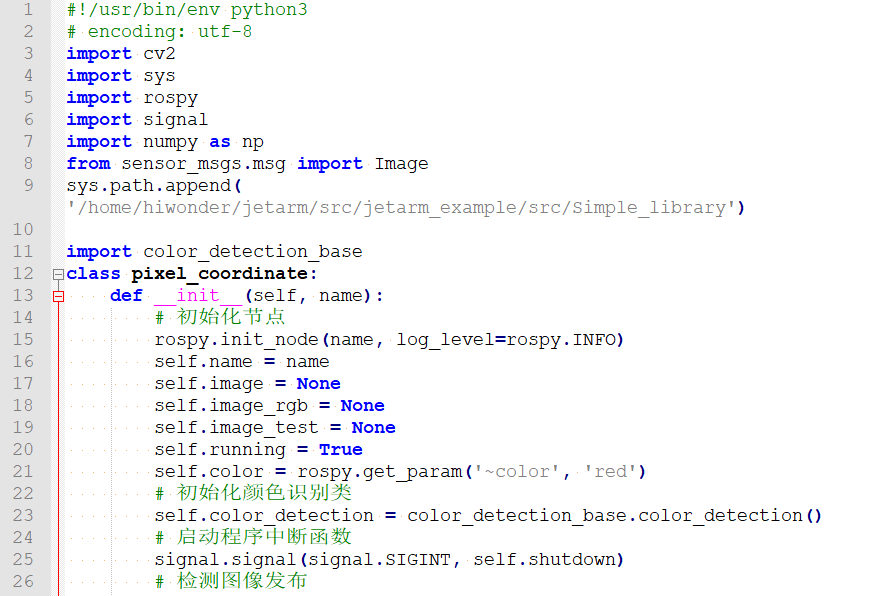 1 #!/usr/bin/env python3
2 # encoding: utf-8
3 import cv2
4 import sys
5 import rospy
6 import signal
7 import numpy as np
8 from sensor_msgs.msg import Image
9 sys.path.append(
'/home/hiwonder/jetarm/src/jetarm_example/src/Simple_library')
10
11 import color_detection_base
12 class pixel_coordinate:
13     def __init__(self, name):
14         # 初始化节点
15         rospy.init_node(name, log_level=rospy.INFO)
16         self.name = name
17         self.image = None
18         self.image_rgb = None
19         self.image_test = None
20         self.running = True
21         self.color = rospy.get_param('~color', 'red')
22         # 初始化颜色识别类
23         self.color_detection = color_detection_base.color_detection()
24         # 启动程序中断函数
25         signal.signal(signal.SIGINT, self.shutdown)
26         # 检测图像发布